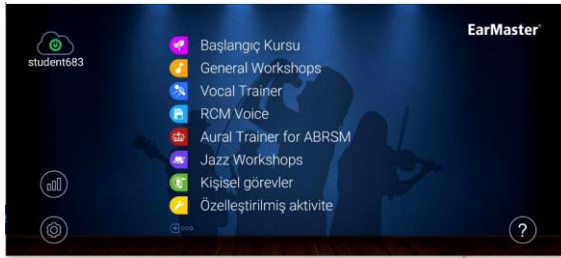 EarMaster
student683
Başlangıç Kursu
General Workshops
Vocal Trainer
RCM Voice
Aural Trainer for ABRSM
Jazz Workshops
Kişisel görevler
Özelleştirilmiş aktivite
?